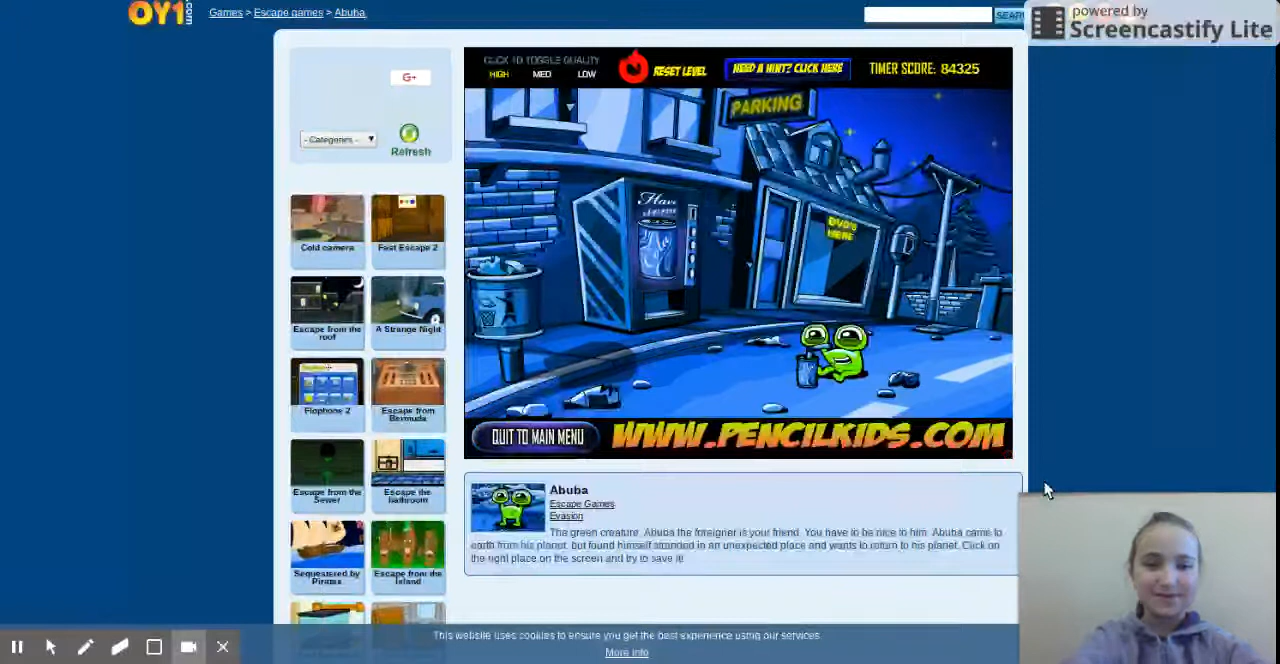 OY1.com
Games > Escape games > Abuba
powered by
Screencastify Lite
G+
- Categories -
Refresh
CLICK TO TOGGLE QUALITY
HIGH MED LOW
RESET LEVEL
NEED A HINT? CLICK HERE
TIMER SCORE: 84325
PARKING
DVD'S
HERE
QUIT TO MAIN MENU
WWW.PENCILKIDS.COM
Cold camera
Fast Escape 2
Escape from the
roof
A Strange Night
Flophone 2
Escape from
Bermuda
Escape from the
Sewer
Escape the
bathroom
Sequestered by
Pirates
Escape from the
Island
Abuba
Escape Games
Evasion
The green creature, Abuba the foreigner is your friend. You have to be nice to him. Abuba came to
earth from his planet, but found himself stranded in an unexpected place and wants to return to his planet. Click on
the right place on the screen and try to save it!
This website uses cookies to ensure you get the best experience using our services.
More info